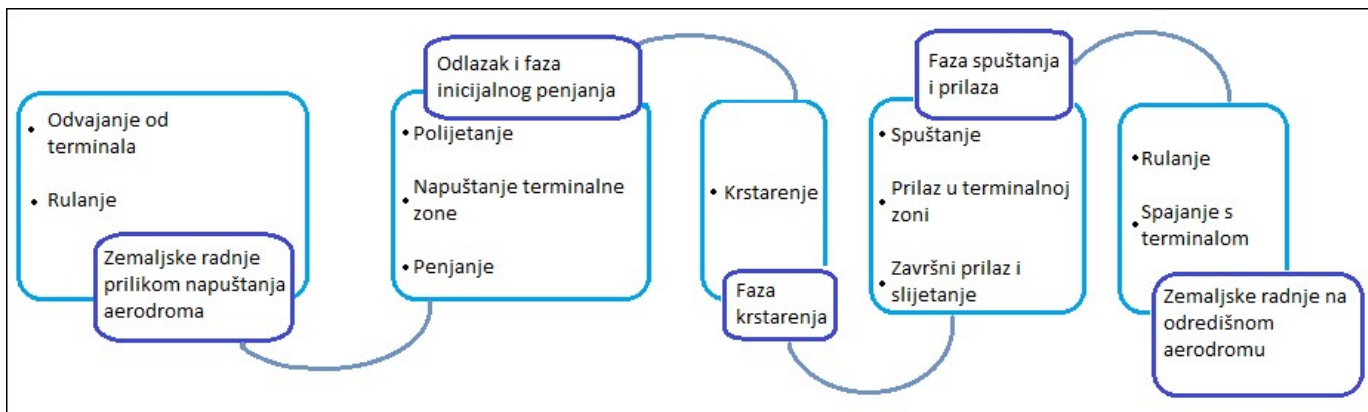 Odvajanje od
terminala
Rulanje
Zemaljske radnje
prilikom napuštanja
aerodroma
Odlazak i faza
inicijalnog penjanja
Polijetanje
Napuštanje terminalne
zone
Penjanje
Krstarenje
Faza
krstarenja
Faza spuštanja
i prilaza
Spuštanje
Prilaz u terminalnoj
zoni
Završni prilaz i
slijetanje
Rulanje
Spajanje s
terminalom
Zemaljske radnje na
odredišnom
aerodromu